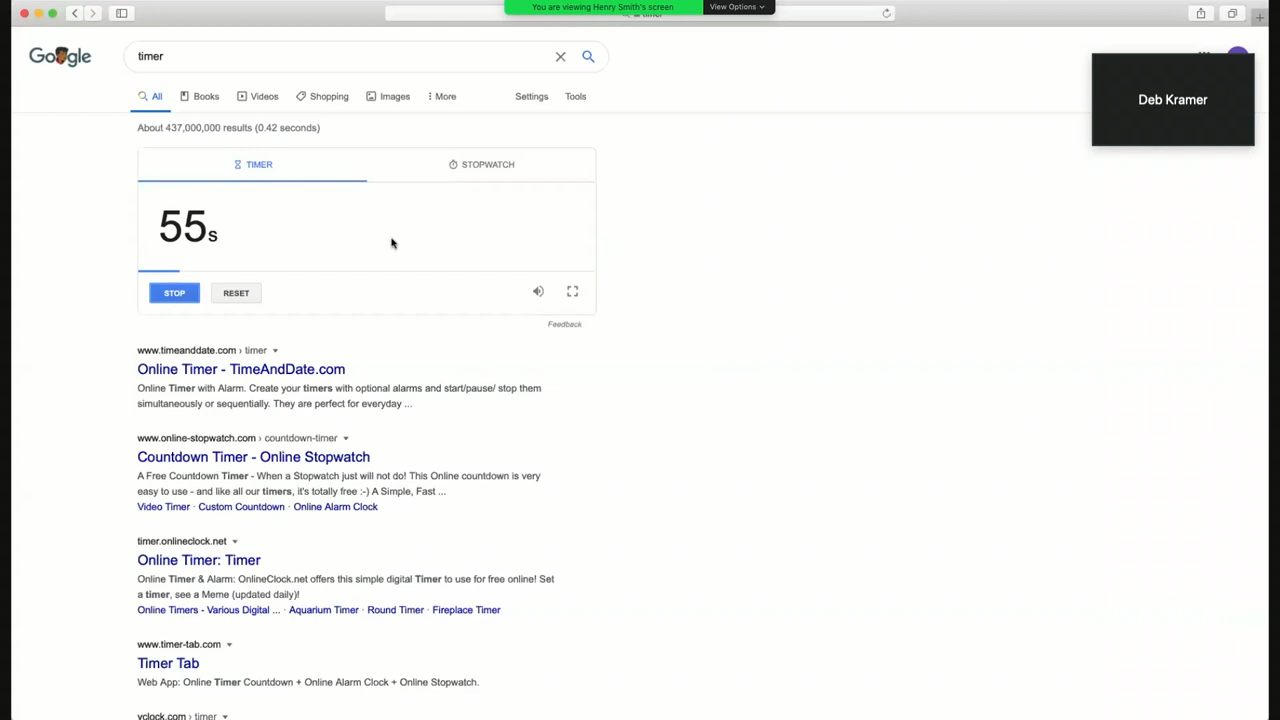 You are viewing Henry Smith's screen
View Options
Google
timer
Deb Kramer
All
Books
Videos
Shopping
Images
More
Settings
Tools
About 437,000,000 results (0.42 seconds)
TIMER
STOPWATCH
55s
STOP
RESET
Feedback
www.timeanddate.com › timer
Online Timer - TimeAndDate.com
Online Timer with Alarm. Create your timers with optional alarms and start/pause/ stop them
simultaneously or sequentially. They are perfect for everyday ...
www.online-stopwatch.com › countdown-timer
Countdown Timer - Online Stopwatch
A Free Countdown Timer - When a Stopwatch just will not do! This Online countdown is very
easy to use - and like all our timers, it's totally free :-) A Simple, Fast ...
Video Timer · Custom Countdown · Online Alarm Clock
timer.onlineclock.net
Online Timer: Timer
Online Timer & Alarm: OnlineClock.net offers this simple digital Timer to use for free online! Set
a timer, see a Meme (updated daily)!
Online Timers - Various Digital ... · Aquarium Timer · Round Timer · Fireplace Timer
www.timer-tab.com
Timer Tab
Web App: Online Timer Countdown + Online Alarm Clock + Online Stopwatch.
vclock.com › timer